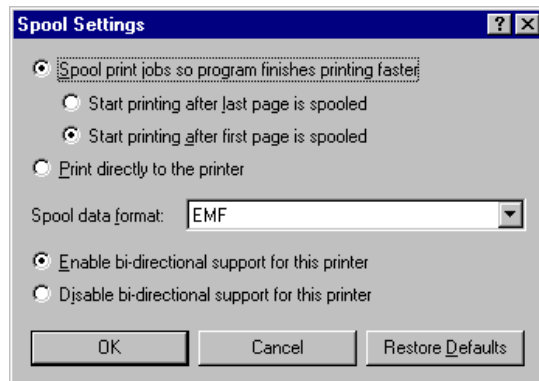 Spool Settings
Spool print jobs so program finishes printing faster
Start printing after last page is spooled
Start printing after first page is spooled
Print directly to the printer
Spool data format: EMF
Enable bi-directional support for this printer
Disable bi-directional support for this printer
OK Cancel Restore Defaults